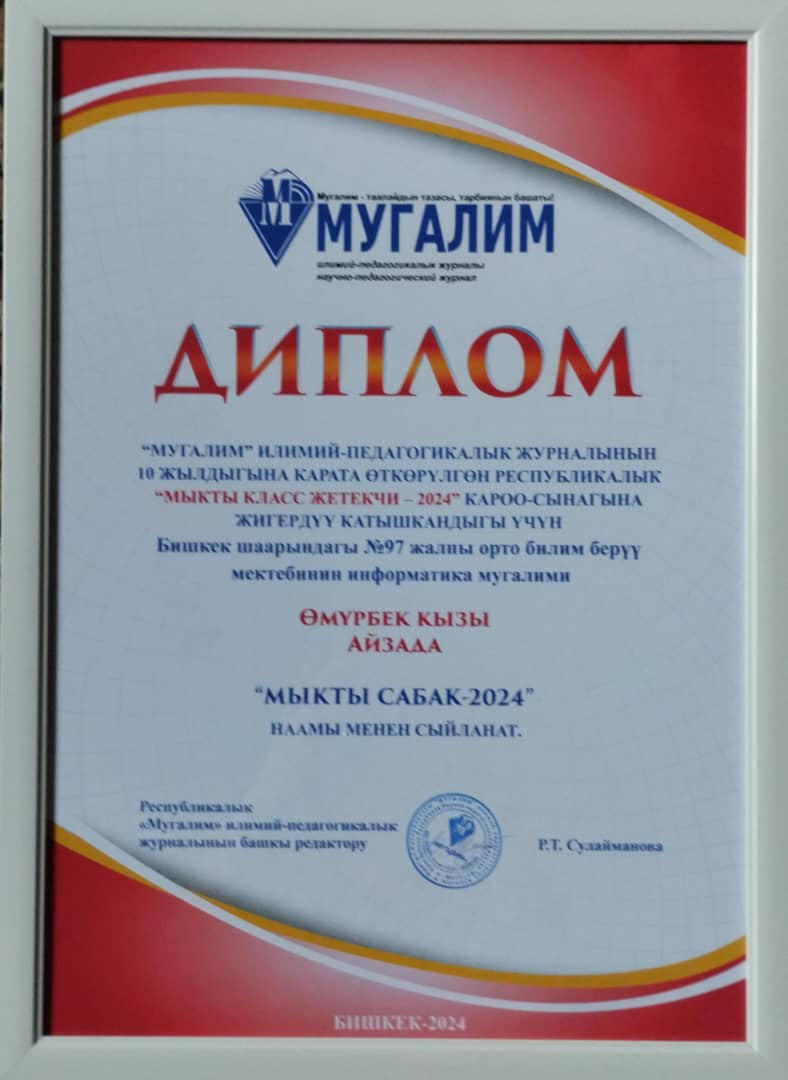 М
Мугалим - таалайдын тазасы, тарбиянын башаты!
МУГАЛИМ
илимий-педагогикалык журналы
научно-педагогический журнал
ДИПЛОМ
“МУГАЛИМ” ИЛИМИЙ-ПЕДАГОГИКАЛЫК ЖУРНАЛЫНЫН
10 ЖЫЛДЫГЫНА КАРАТА ӨТКӨРҮЛГӨН РЕСПУБЛИКАЛЫК
“МЫКТЫ КЛАСС ЖЕТЕКЧИ – 2024” КАРОО-СЫНАГЫНА
ЖИГЕРДҮҮ КАТЫШКАНДЫГЫ ҮЧҮН
Бишкек шаарындагы №97 жалпы орто билим берүү
мектебинин информатика мугалими
ӨМҮРБЕК КЫЗЫ
АЙЗАДА
“МЫКТЫ САБАК-2024”
НААМЫ МЕНЕН СЫЙЛАНАТ.
Республикалык
«Мугалим» илимий-педагогикалык
журналынын башкы редактору
Р.Т. Сулайманова
БИШКЕК-2024